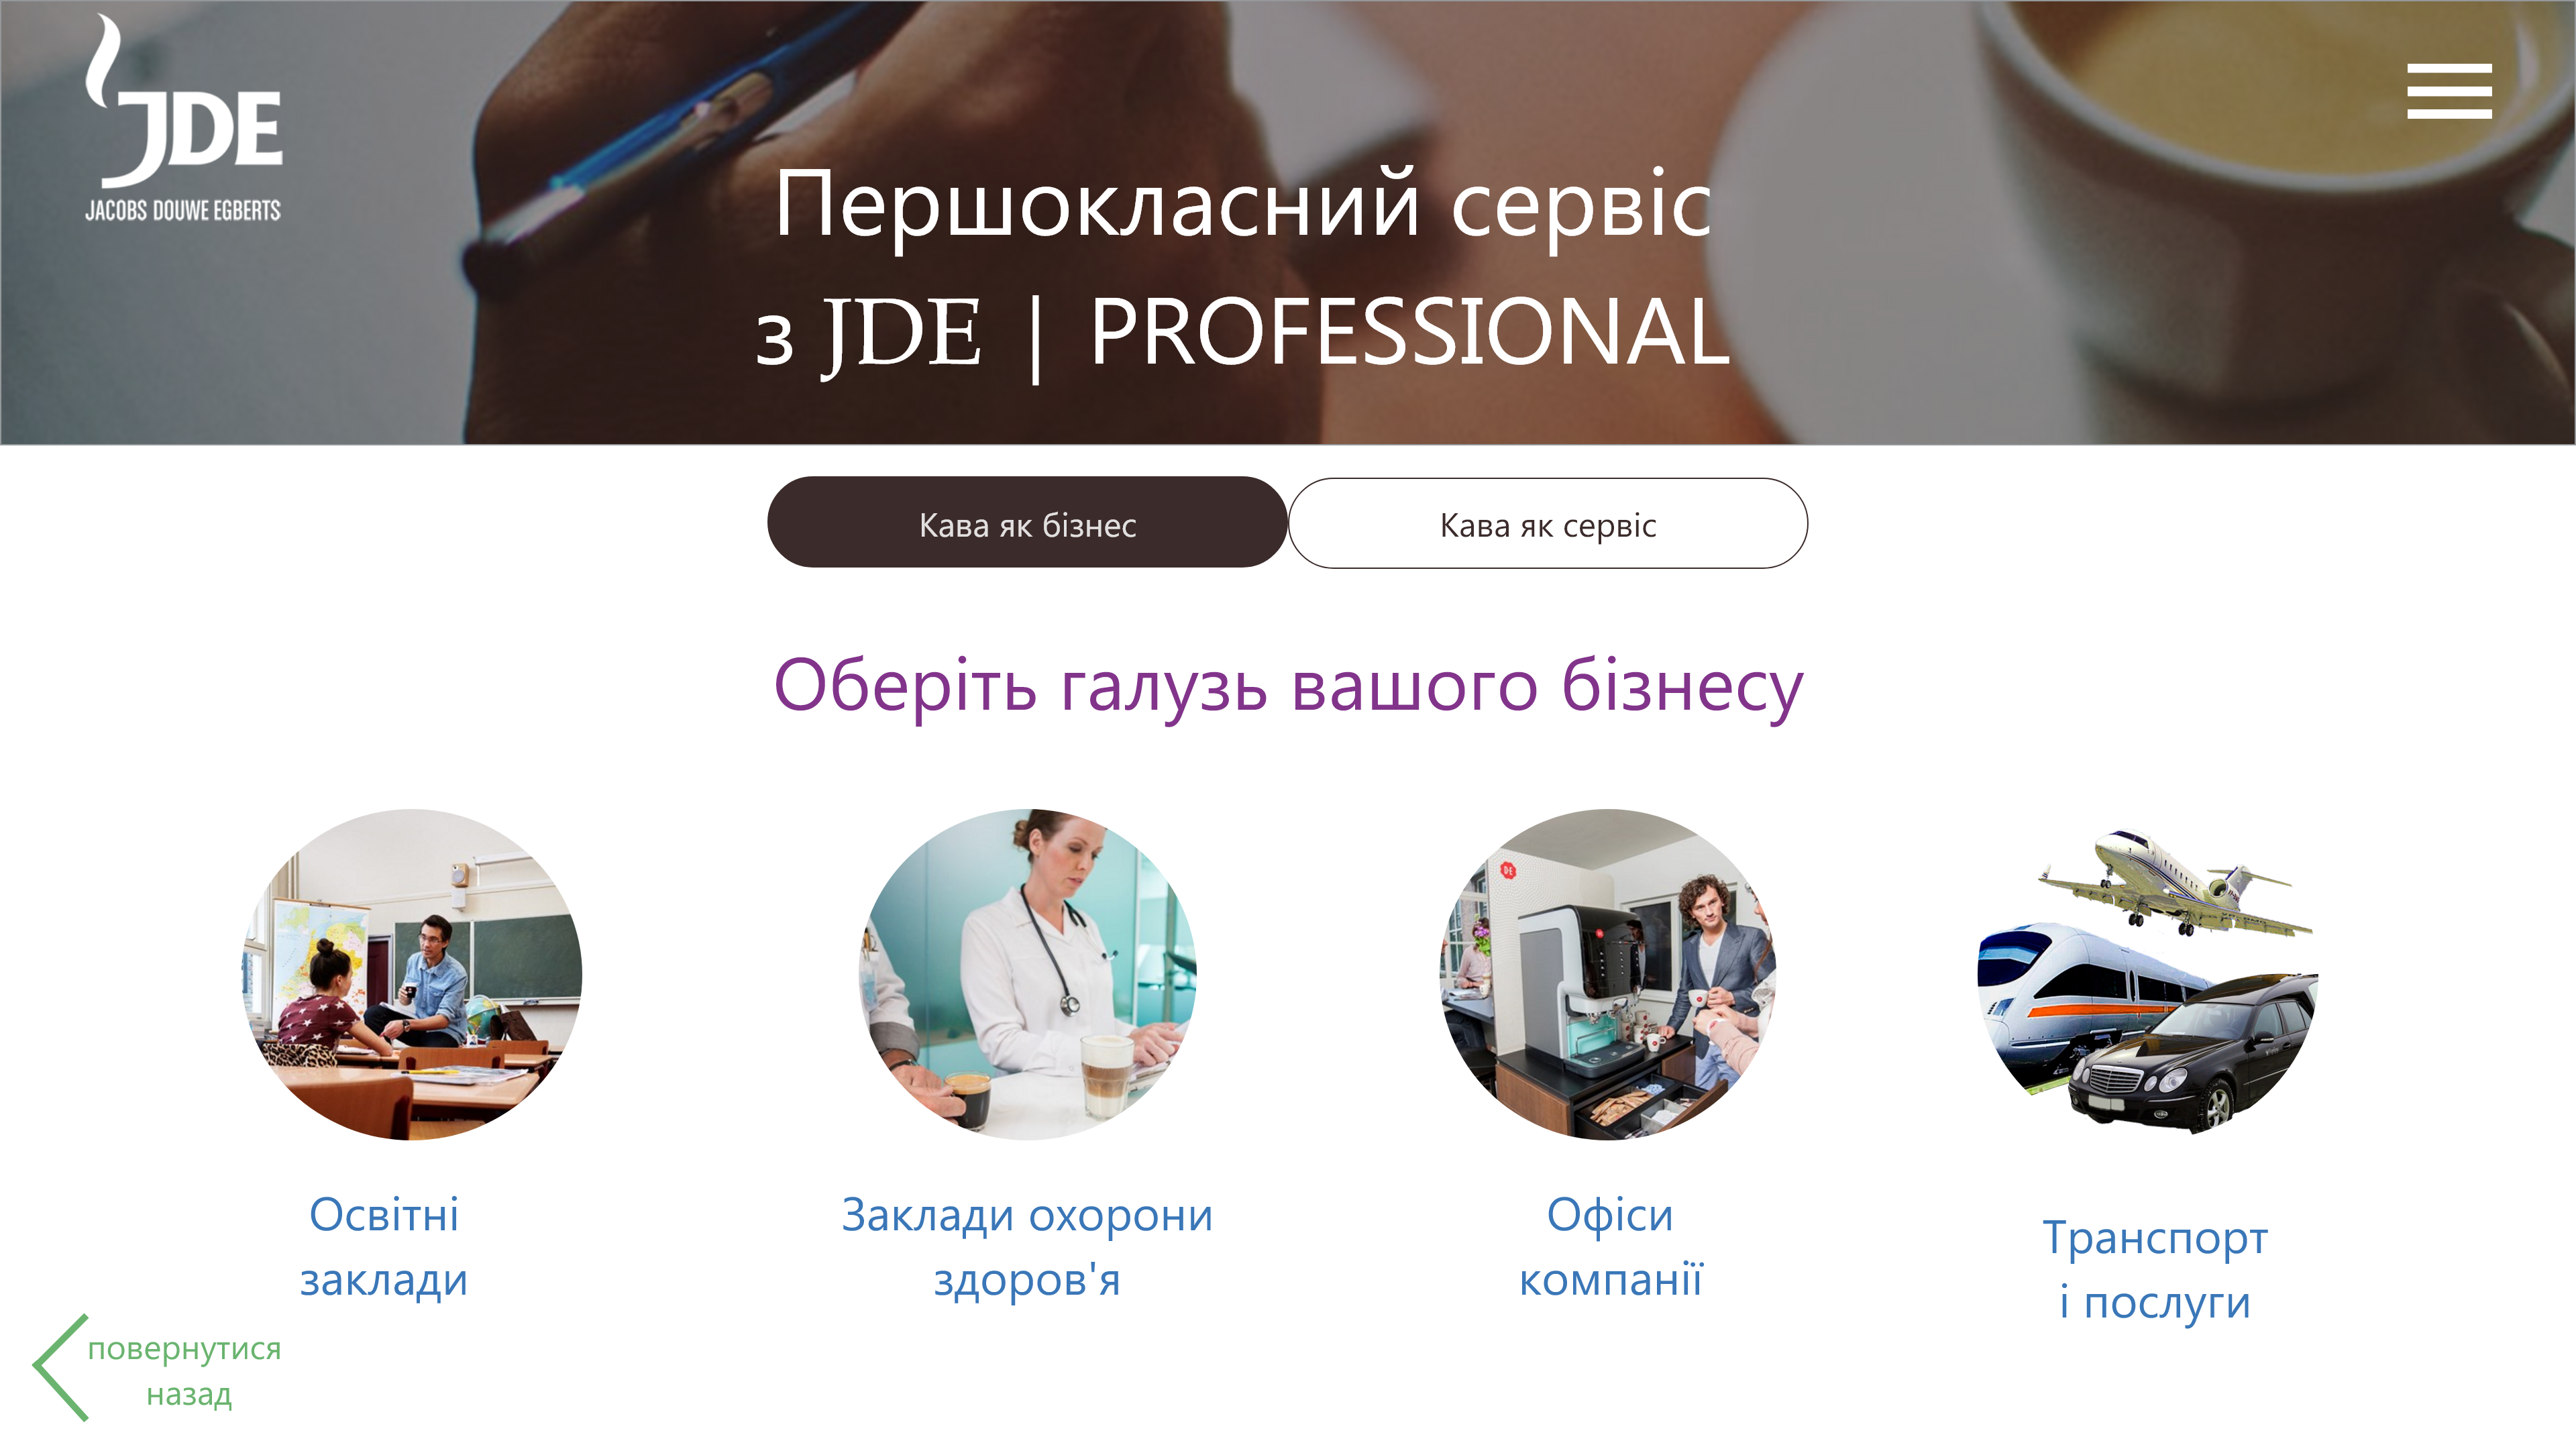 JDE
JACOBS DOUWE EGBERTS
Першокласний сервіс
з JDE | PROFESSIONAL
Кава як бізнес
Кава як сервіс
Оберіть галузь вашого бізнесу
DE
Освітні
заклади
Заклади охорони
здоров'я
Офіси
компанії
Транспорт
і послуги
повернутися
назад